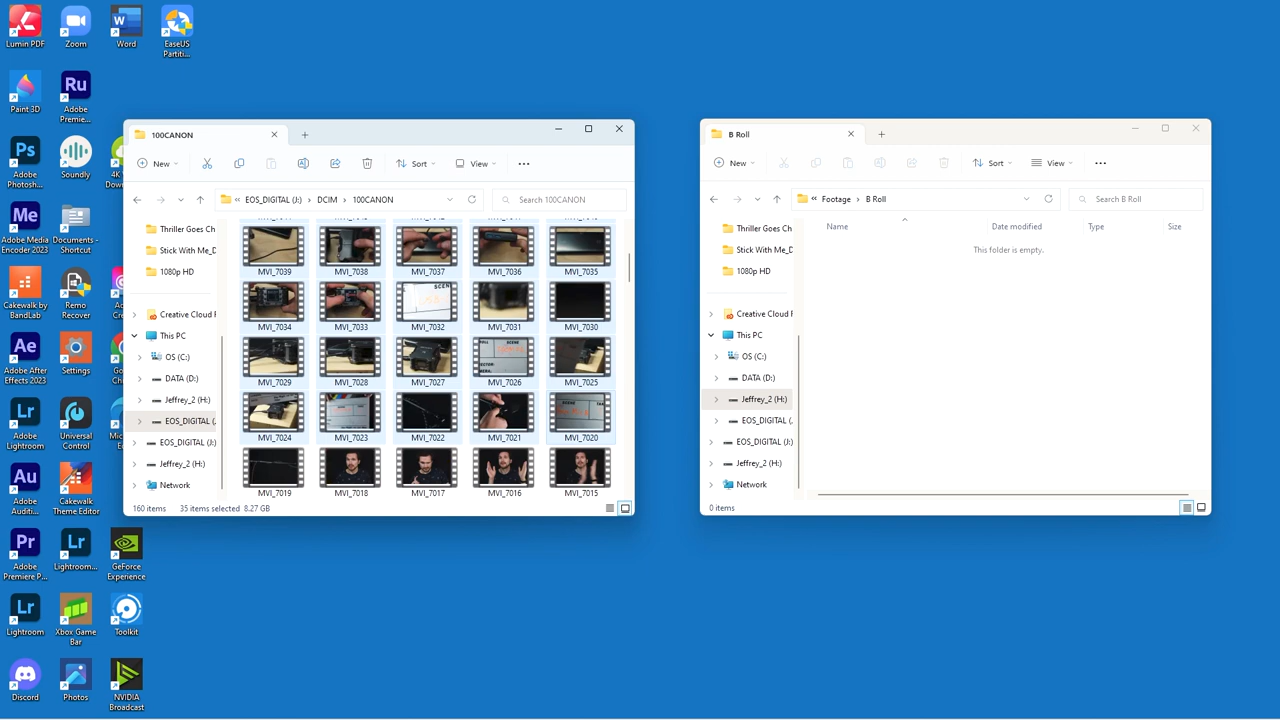 Lumin PDF
Zoom
Word
EaseUS
Partiti...
Paint 3D
Adobe
Premie...
Adobe
Photosh...
Soundly
4K
Down
Adobe Media
Encoder 2023
Documents -
Shortcut
Cakewalk by
BandLab
Remo
Recover
A
Cre
Adobe After
Effects 2023
Settings
Go
Ch
Adobe
Lightroom
Universal
Control
Mic
E
Adobe
Auditi...
Cakewalk
Theme Editor
Adobe
Premiere P...
Lightroom...
GeForce
Experience
Lightroom
Xbox Game
Bar
Toolkit
Discord
Photos
NVIDIA
Broadcast
100CANON
New
Sort
View
EOS_DIGITAL (J:) › DCIM › 100CANON
Search 100CANON
Thriller Goes Ch
Stick With Me_D
1080p HD
Creative Cloud F
This PC
OS (C:)
DATA (D:)
Jeffrey_2 (H:)
EOS_DIGITAL (.
EOS_DIGITAL (J:)
Jeffrey_2 (H:)
Network
MVI_7039 MVI_7038 MVI_7037 MVI_7036 MVI_7035
MVI_7034 MVI_7033 MVI_7032 MVI_7031 MVI_7030
MVI_7029 MVI_7028 MVI_7027 MVI_7026 MVI_7025
MVI_7024 MVI_7023 MVI_7022 MVI_7021 MVI_7020
MVI_7019 MVI_7018 MVI_7017 MVI_7016 MVI_7015
160 items 35 items selected 8.27 GB
B Roll
New
Sort
View
Footage › B Roll
Search B Roll
Name Date modified Type Size
This folder is empty.
Thriller Goes Ch
Stick With Me_D
1080p HD
Creative Cloud F
This PC
OS (C:)
DATA (D:)
Jeffrey_2 (H:)
EOS_DIGITAL (.
EOS_DIGITAL (J:)
Jeffrey_2 (H:)
Network
0 items